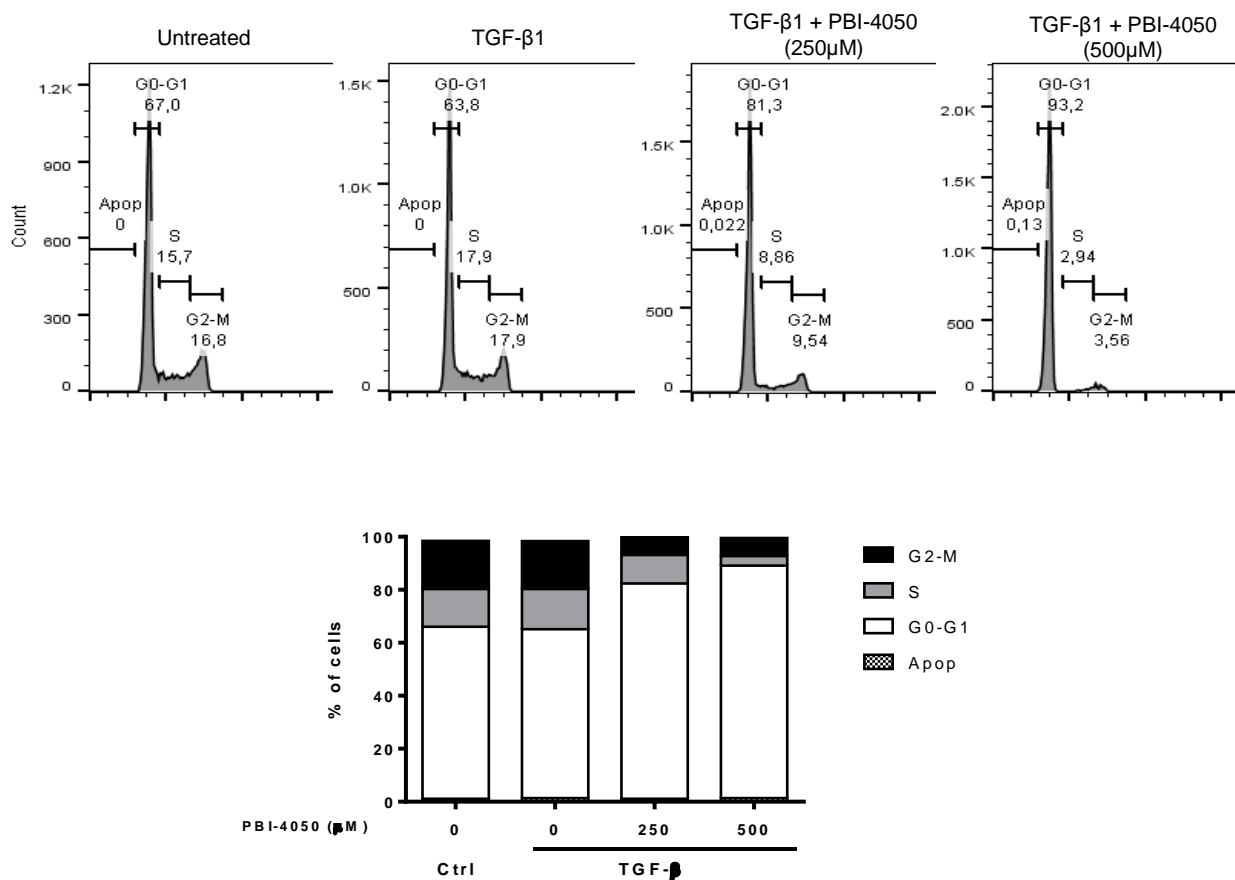 Untreated
1.2K
900
600
300
0
Count
G0-G1
67,0
Apop
0
S
15,7
G2-M
16,8
TGF-β1
1.5K
1.0K
500
0
G0-G1
63,8
Apop
0
S
17,9
G2-M
17,9
TGF-β1 + PBI-4050
(250µM)
1.5K
1.0K
500
0
G0-G1
81,3
Apop
0,022
S
8,86
G2-M
9,54
TGF-β1 + PBI-4050
(500µM)
2.0K
1.5K
1.0K
500
0
G0-G1
93,2
Apop
0,13
S
2,94
G2-M
3,56
% of cells
100
80
60
40
20
0
G2-M
S
G0-G1
Apop
PBI-4050 (µM) 0 0 250 500
Ctrl TGF-β